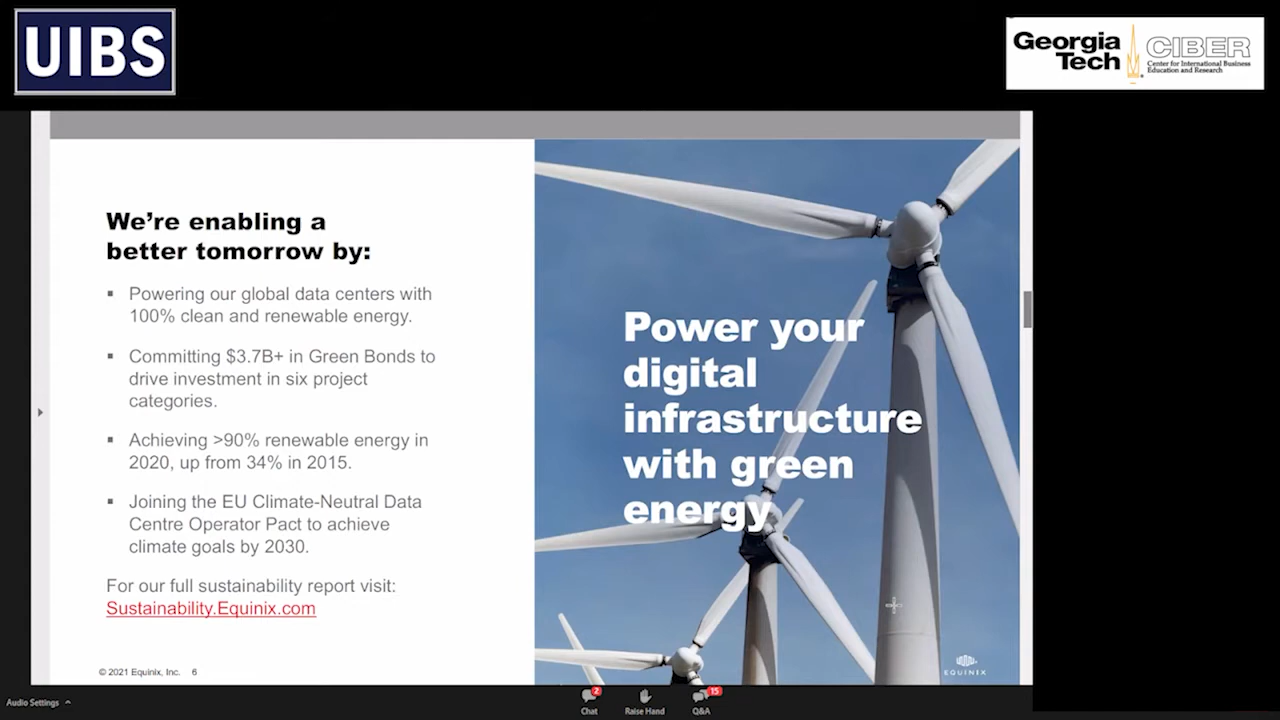 UIBS
Georgia
Tech
CIBER
Center for International Business
Education and Research
We're enabling a
better tomorrow by:
▪ Powering our global data centers with
100% clean and renewable energy.
▪ Committing $3.7B+ in Green Bonds to
drive investment in six project
categories.
▪ Achieving >90% renewable energy in
2020, up from 34% in 2015.
▪ Joining the EU Climate-Neutral Data
Centre Operator Pact to achieve
climate goals by 2030.
For our full sustainability report visit:
Sustainability.Equinix.com
© 2021 Equinix, Inc. 6
Power your
digital
infrastructure
with green
energy
EQUINIX
Audio Settings
2
Chat
Raise Hand
15
Q&A